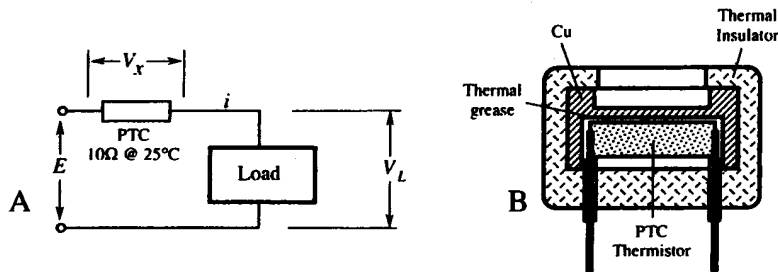 V_x
i
PTC
10Ω @ 25°C
E
Load
V_L
A
Cu
Thermal
Insulator
Thermal
grease
B
PTC
Thermistor